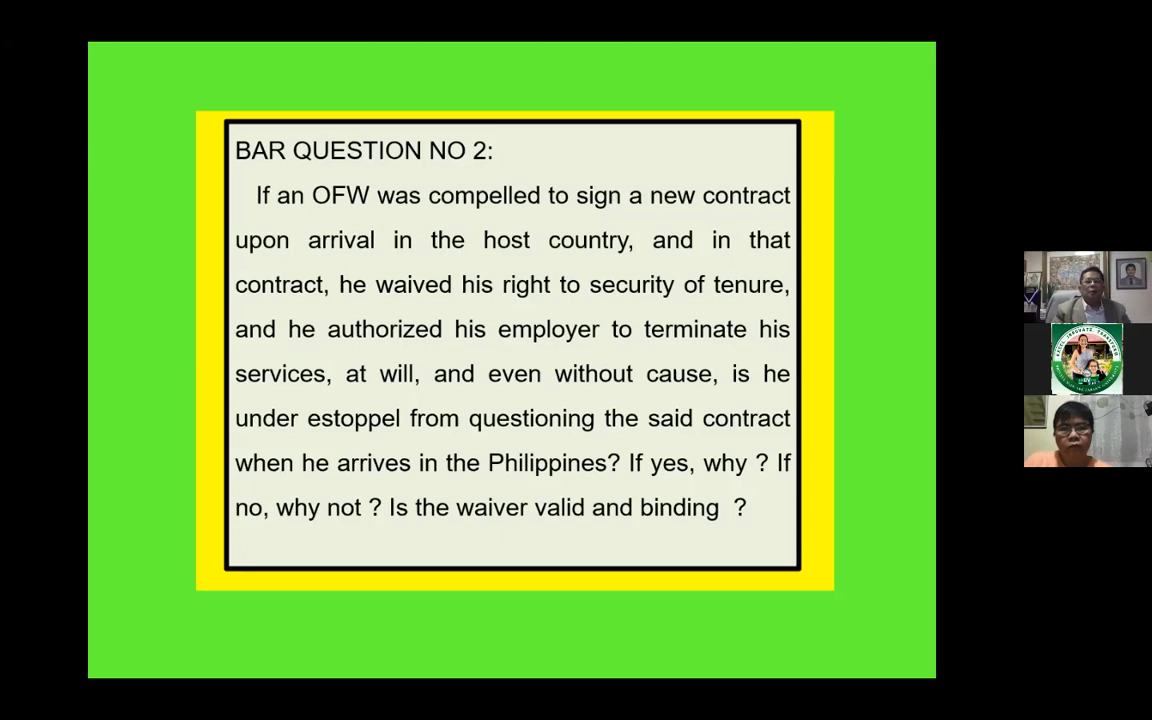 BAR QUESTION NO 2:
If an OFW was compelled to sign a new contract
upon arrival in the host country, and in that
contract, he waived his right to security of tenure,
and he authorized his employer to terminate his
services, at will, and even without cause, is he
under estoppel from questioning the said contract
when he arrives in the Philippines? If yes, why ? If
no, why not ? Is the waiver valid and binding ?